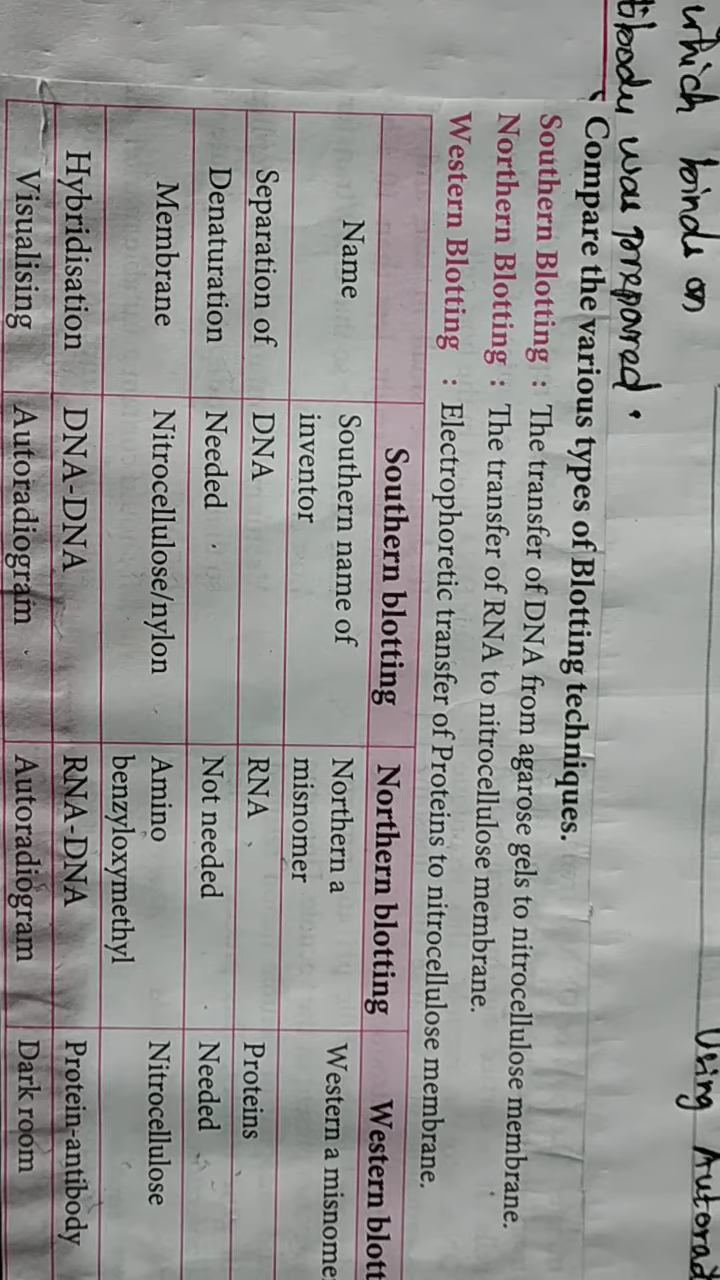 which binds on
tibody was prepared.
Using Autorad
Compare the various types of Blotting techniques.
Southern Blotting : The transfer of DNA from agarose gels to nitrocellulose membrane.
Northern Blotting : The transfer of RNA to nitrocellulose membrane.
Western Blotting : Electrophoretic transfer of Proteins to nitrocellulose membrane.
Southern blotting Northern blotting Western blott
Name Southern name of inventor Northern a misnomer Western a misnome
Separation of DNA RNA Proteins
Denaturation Needed Not needed Needed
Membrane Nitrocellulose/nylon Amino benzyloxymethyl Nitrocellulose
Hybridisation DNA-DNA RNA-DNA Protein-antibody
Visualising Autoradiogram Autoradiogram Dark room